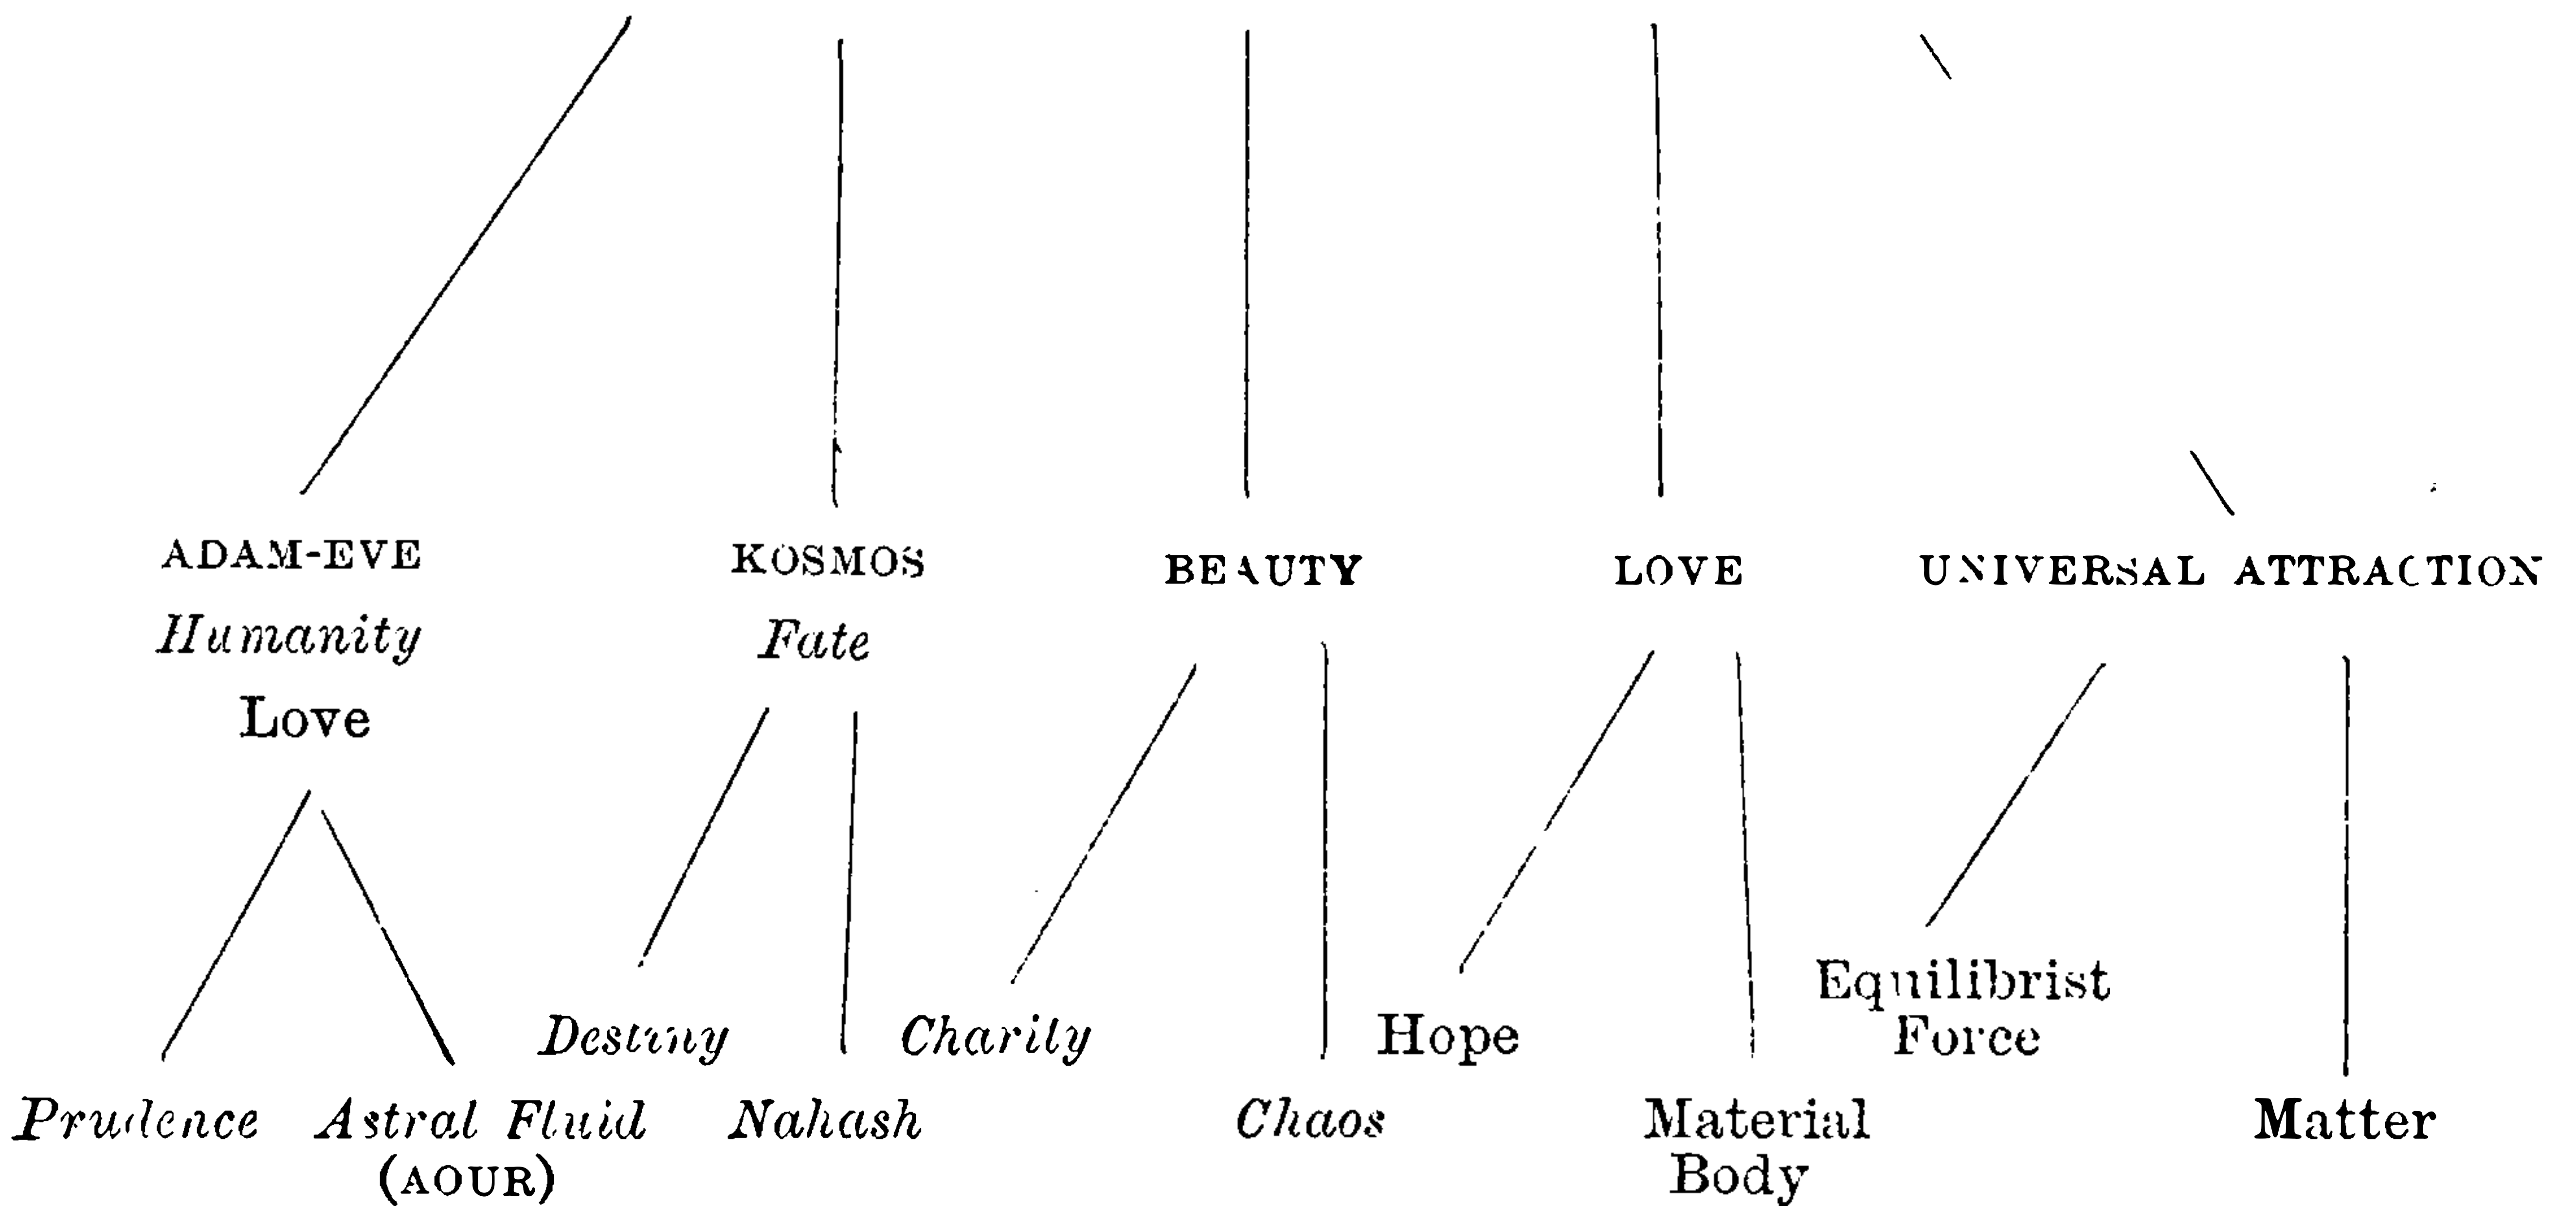 ADAM-EVE
KOSMOS
BEAUTY
LOVE
UNIVERSAL ATTRACTION
Humanity
Fate
Love
Equilibrist
Force
Destiny
Charity
Hope
Prudence
Astral Fluid
(AOUR)
Nahash
Chaos
Material
Body
Matter